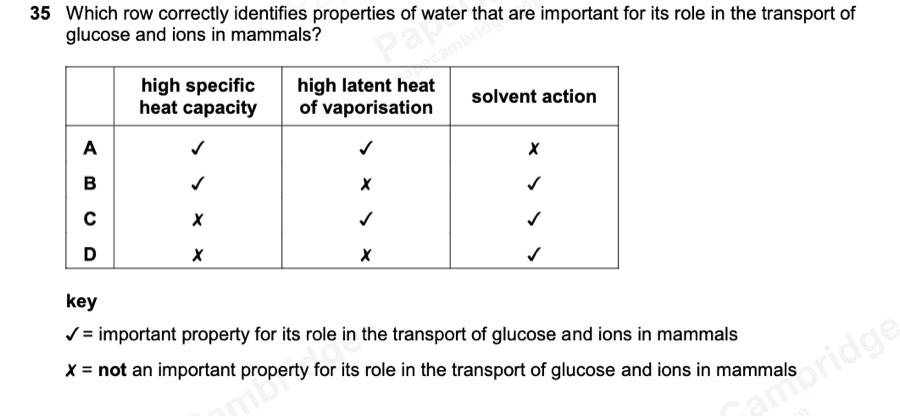 35 Which row correctly identifies properties of water that are important for its role in the transport of
glucose and ions in mammals?
high specific heat capacity | high latent heat of vaporisation | solvent action
A ✓ ✓ ✗
B ✓ ✗ ✓
C ✗ ✓ ✓
D ✗ ✗ ✓
key
✓ = important property for its role in the transport of glucose and ions in mammals
✗ = not an important property for its role in the transport of glucose and ions in mammals